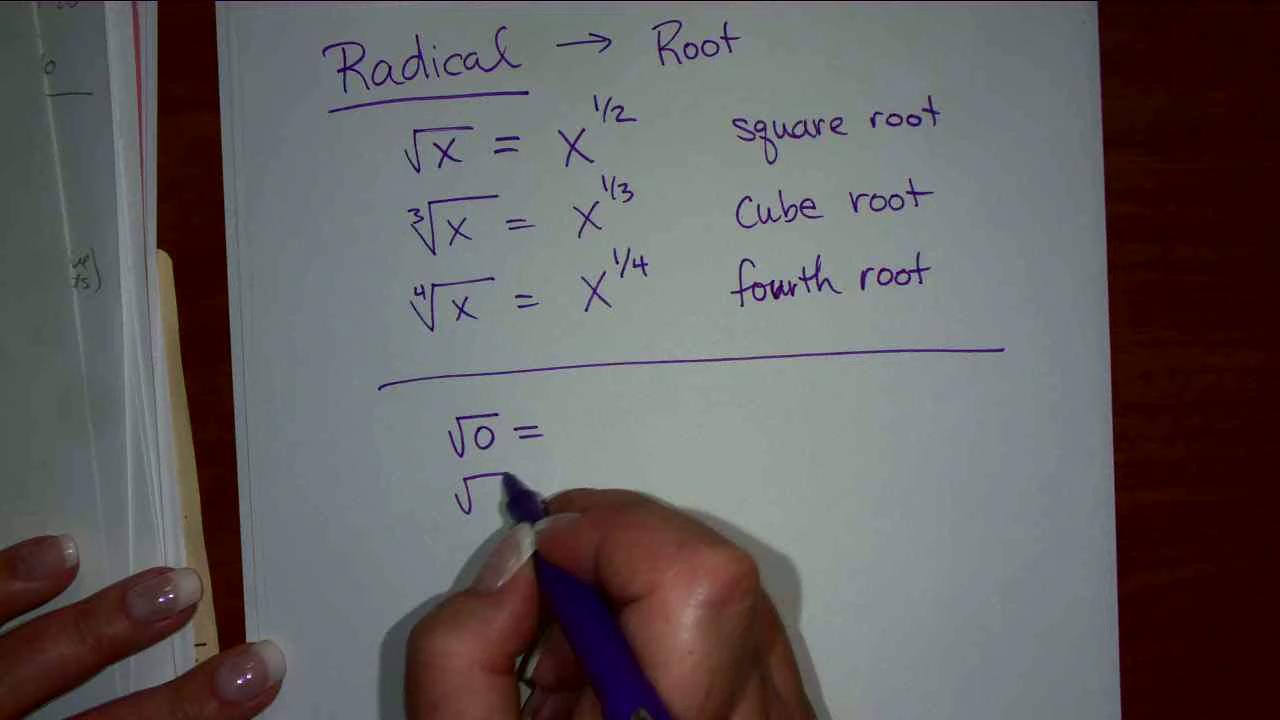 Radical → Root
√x = x^1/2 square root
∛x = x^1/3 cube root
∜x = x^1/4 fourth root
√0 =
√